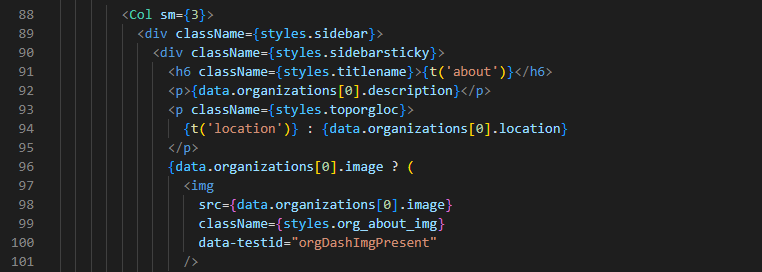 88 <Col sm={3}>
89 <div className={styles.sidebar}>
90 <div className={styles.sidebarsticky}>
91 <h6 className={styles.titlename}>{t('about')}</h6>
92 <p>{data.organizations[0].description}</p>
93 <p className={styles.toporgloc}>
94 {t('location')} : {data.organizations[0].location}
95 </p>
96 {data.organizations[0].image ? (
97 <img
98 src={data.organizations[0].image}
99 className={styles.org_about_img}
100 data-testid="orgDashImgPresent"
101 />